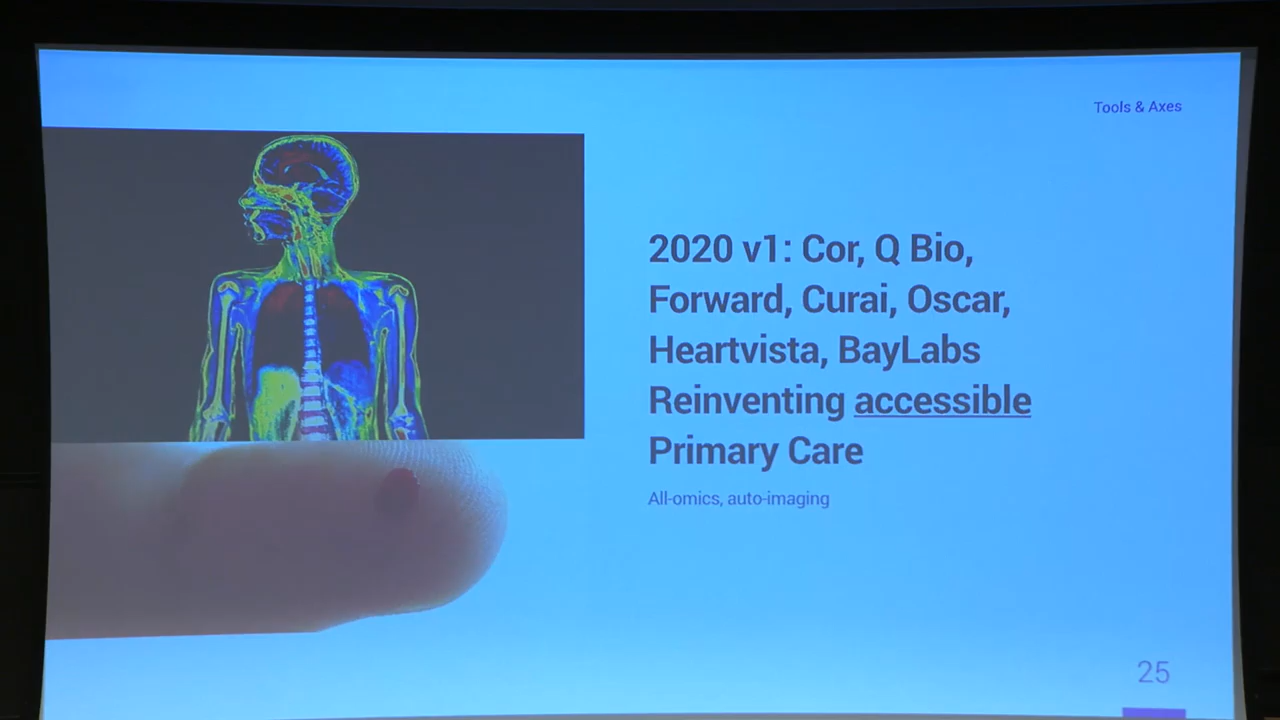 Tools & Axes
2020 v1: Cor, Q Bio,
Forward, Curai, Oscar,
Heartvista, BayLabs
Reinventing accessible
Primary Care
All-omics, auto-imaging
25